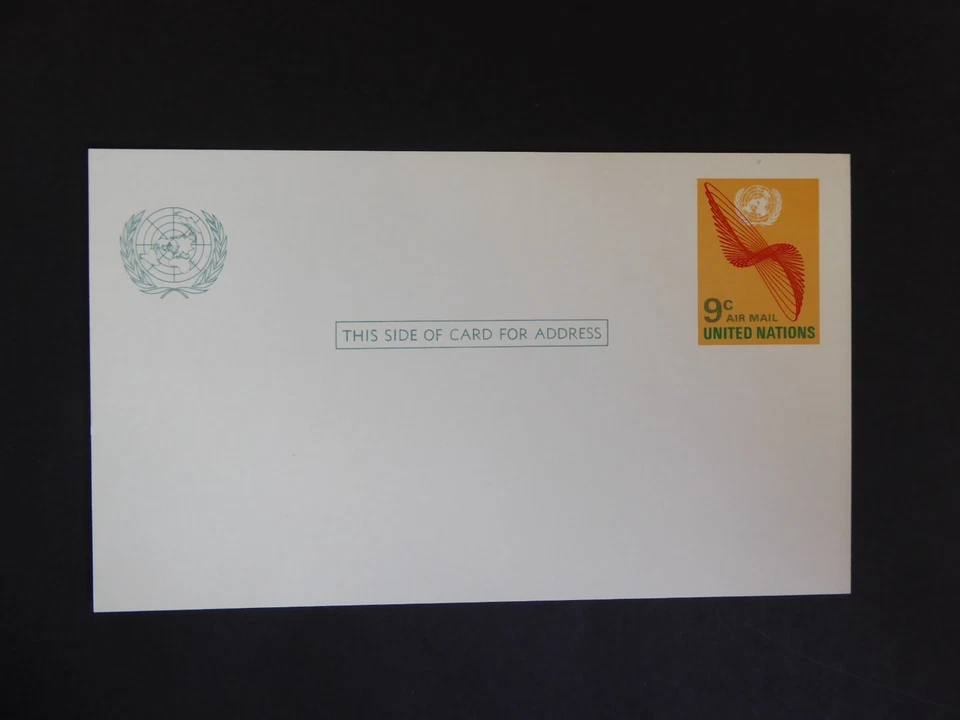 THIS SIDE OF CARD FOR ADDRESS
9c
AIR MAIL
UNITED NATIONS